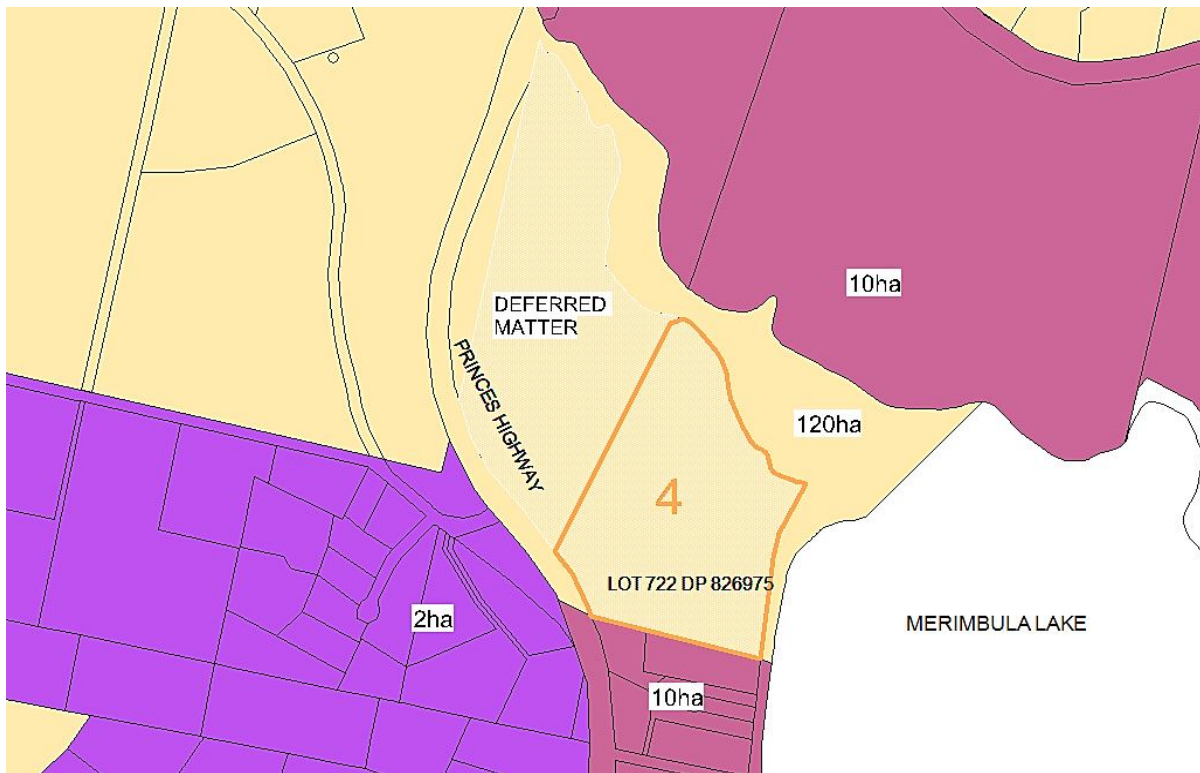 10ha
DEFERRED
MATTER
PRINCES HIGHWAY
120ha
4
LOT 722 DP 826975
2ha
MERIMBULA LAKE
10ha